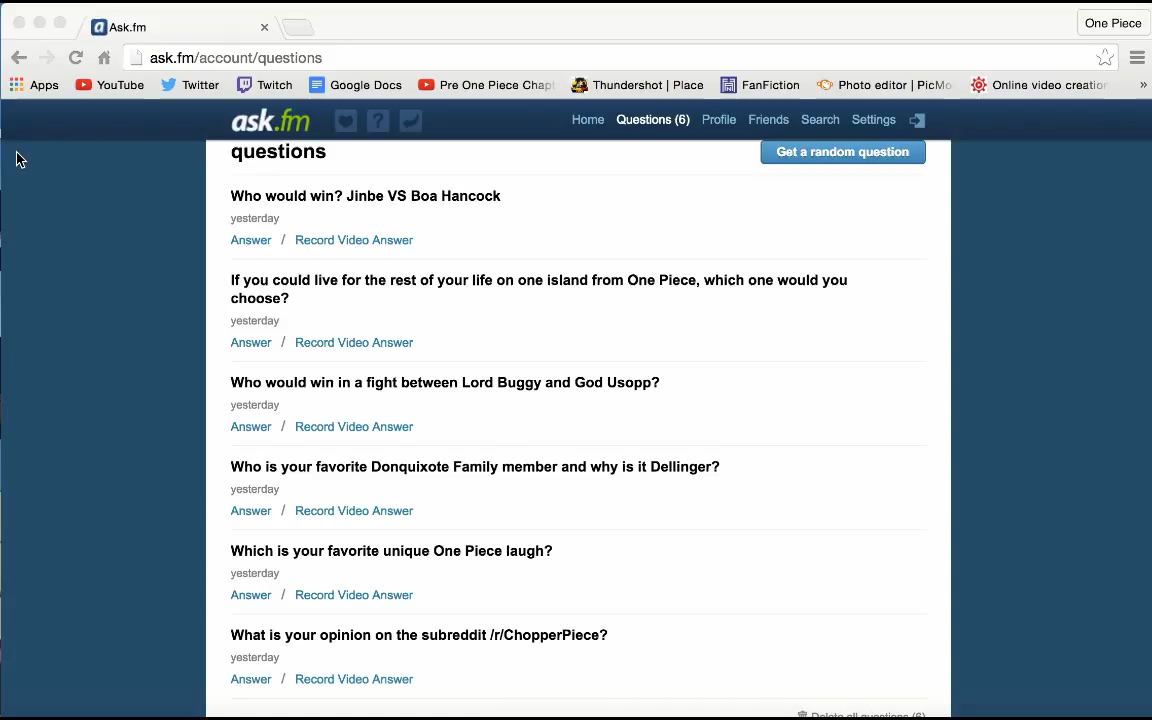 Ask.fm
One Piece
ask.fm/account/questions
Apps YouTube Twitter Twitch Google Docs Pre One Piece Chapt Thundershot | Place FanFiction Photo editor | PicMo Online video creation »
ask.fm Home Questions (6) Profile Friends Search Settings
questions Get a random question
Who would win? Jinbe VS Boa Hancock
yesterday
Answer / Record Video Answer
If you could live for the rest of your life on one island from One Piece, which one would you
choose?
yesterday
Answer / Record Video Answer
Who would win in a fight between Lord Buggy and God Usopp?
yesterday
Answer / Record Video Answer
Who is your favorite Donquixote Family member and why is it Dellinger?
yesterday
Answer / Record Video Answer
Which is your favorite unique One Piece laugh?
yesterday
Answer / Record Video Answer
What is your opinion on the subreddit /r/ChopperPiece?
yesterday
Answer / Record Video Answer
Delete all questions (6)